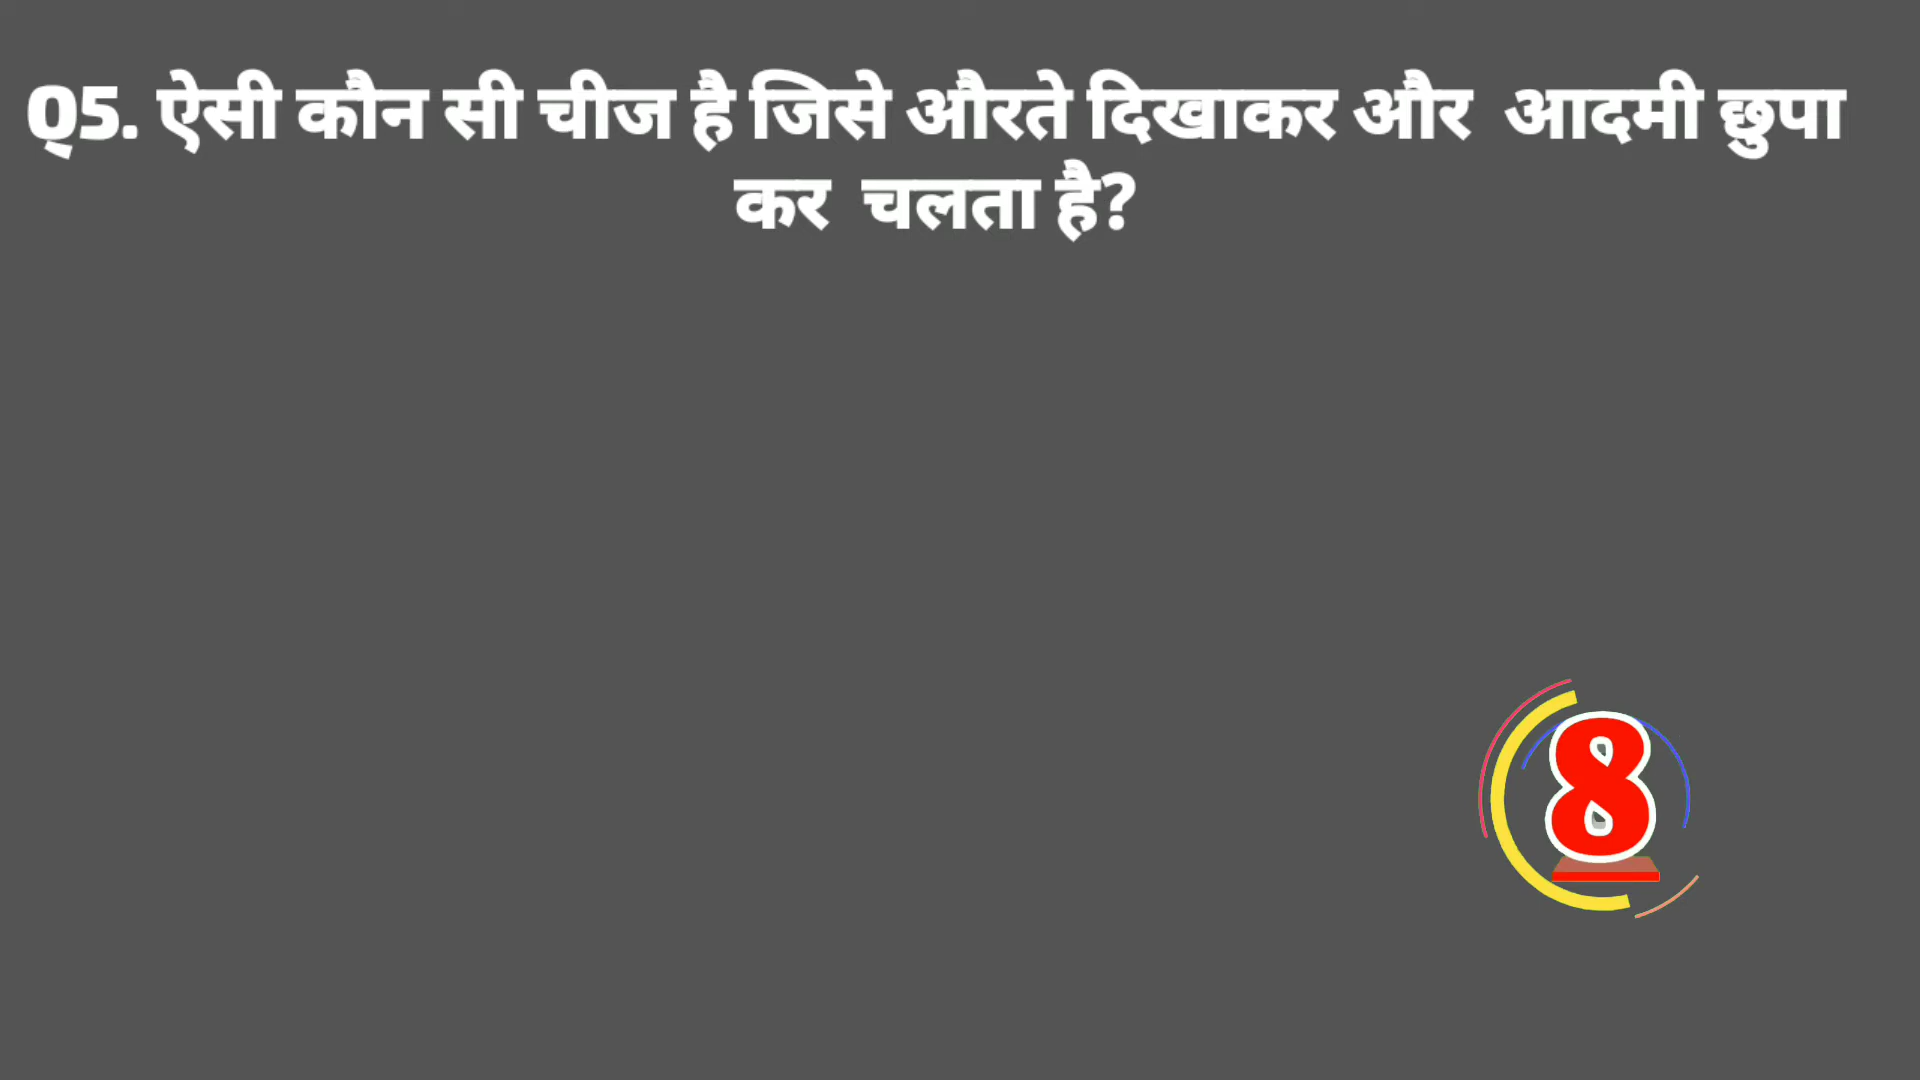 Q5. ऐसी कौन सी चीज है जिसे औरते दिखाकर और आदमी छुपा
कर चलता है?
8